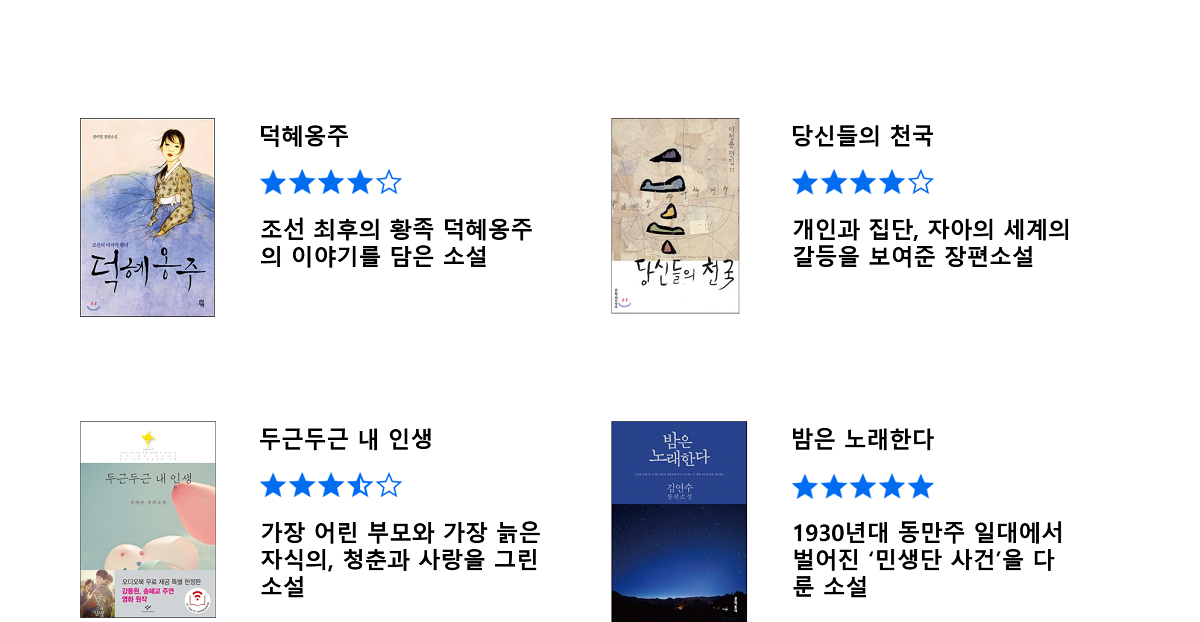 권비영 장편소설
조선의 마지막 황녀
덕혜옹주
덕혜옹주
조선 최후의 황족 덕혜옹주
의 이야기를 담은 소설
이청준 전집 11
당신들의 천국
당신들의 천국
개인과 집단, 자아의 세계의
갈등을 보여준 장편소설
두근두근 내 인생
김애란 장편소설
오디오북 무료 제공 특별 한정판
강동원, 송혜교 주연
영화 원작
두근두근 내 인생
가장 어린 부모와 가장 늙은
자식의, 청춘과 사랑을 그린
소설
밤은
노래한다
김연수
장편소설
밤은 노래한다
1930년대 동만주 일대에서
벌어진 ‘민생단 사건’을 다
룬 소설